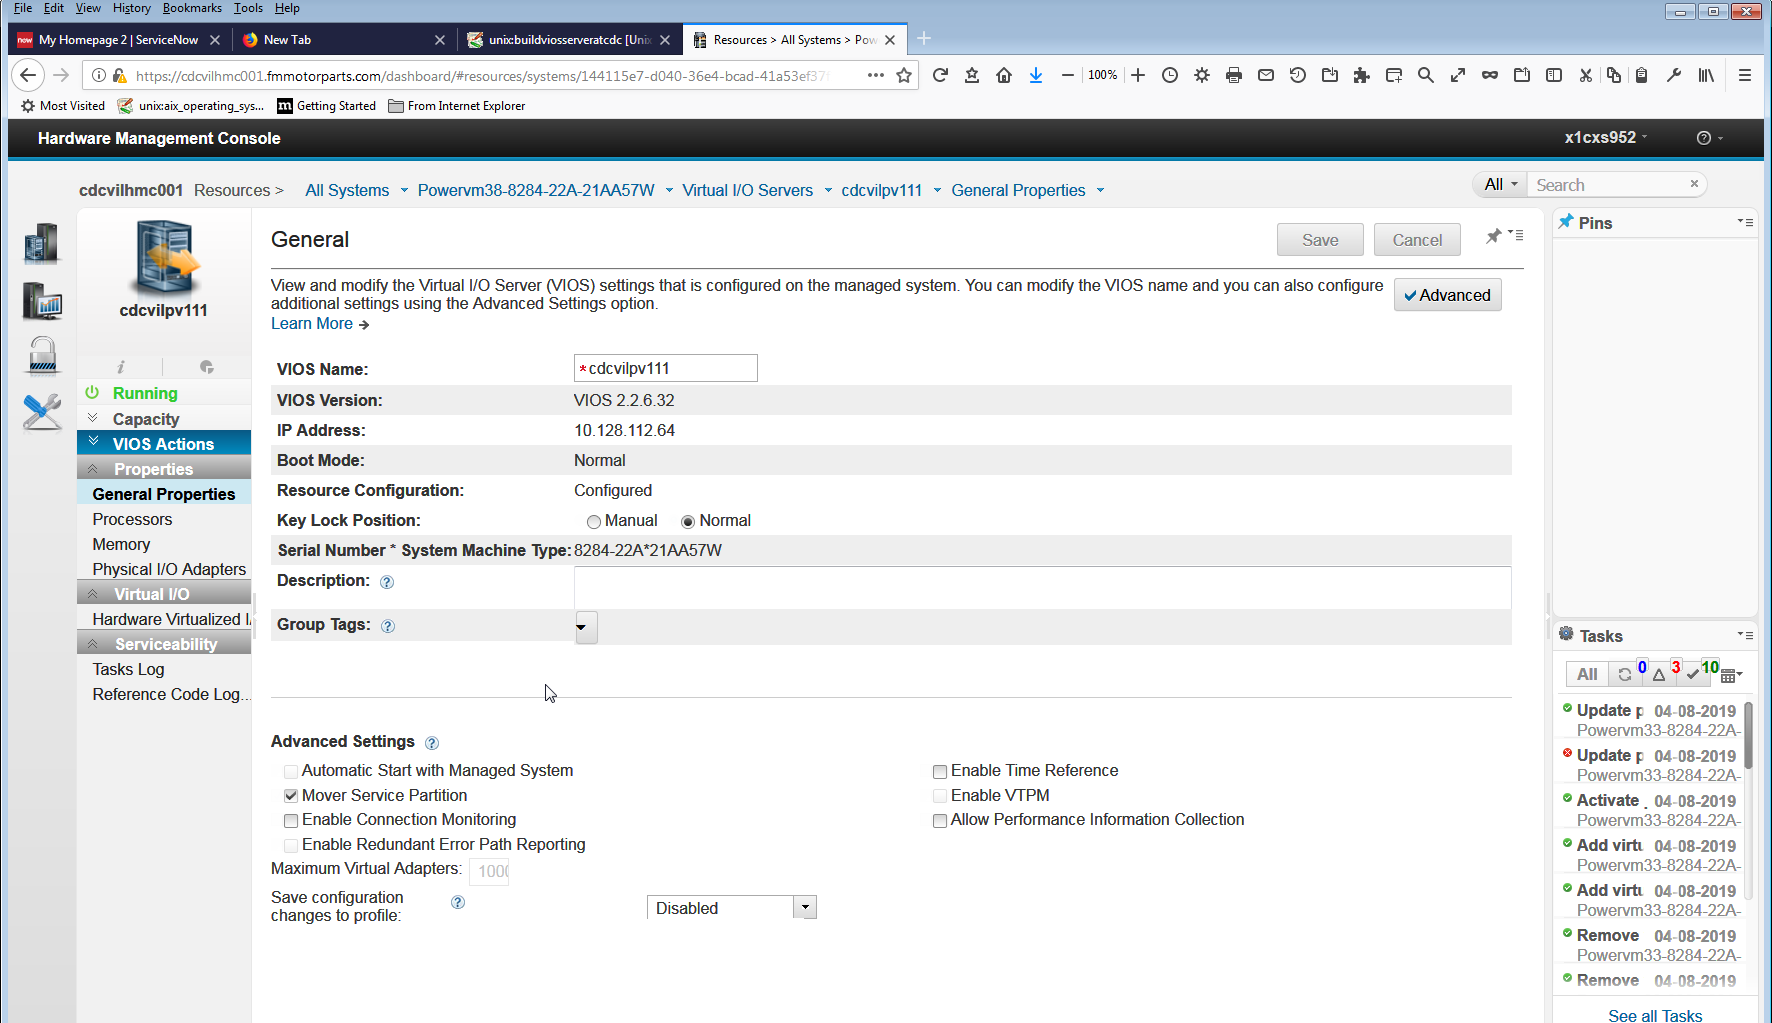 File Edit View History Bookmarks Tools Help
My Homepage 2 | ServiceNow
New Tab
unix:buildviosserveratcdc [Unix
Resources > All Systems > Pow
https://cdcvilhmc001.fmmotorparts.com/dashboard/#resources/systems/144115e7-d040-36e4-bcad-41a53ef37f
100%
Most Visited unix:aix_operating_sys... Getting Started From Internet Explorer
Hardware Management Console
x1cxs952
cdcvilhmc001 Resources > All Systems Powervm38-8284-22A-21AA57W Virtual I/O Servers cdcvilpv111 General Properties
All Search
cdcvilpv111
Running
Capacity
VIOS Actions
Properties
General Properties
Processors
Memory
Physical I/O Adapters
Virtual I/O
Hardware Virtualized I/
Serviceability
Tasks Log
Reference Code Log...
General
Save Cancel
View and modify the Virtual I/O Server (VIOS) settings that is configured on the managed system. You can modify the VIOS name and you can also configure
additional settings using the Advanced Settings option.
Learn More
Advanced
VIOS Name: *cdcvilpv111
VIOS Version: VIOS 2.2.6.32
IP Address: 10.128.112.64
Boot Mode: Normal
Resource Configuration: Configured
Key Lock Position: Manual Normal
Serial Number * System Machine Type: 8284-22A*21AA57W
Description: ?
Group Tags: ?
Advanced Settings ?
Automatic Start with Managed System
Mover Service Partition
Enable Connection Monitoring
Enable Redundant Error Path Reporting
Enable Time Reference
Enable VTPM
Allow Performance Information Collection
Maximum Virtual Adapters: 1000
Save configuration
changes to profile: ?
Disabled
Pins
Tasks
All 0 3 10
Update p 04-08-2019
Powervm33-8284-22A-
Update p 04-08-2019
Powervm33-8284-22A-
Activate 04-08-2019
Powervm33-8284-22A-
Add virtu 04-08-2019
Powervm33-8284-22A-
Add virtu 04-08-2019
Powervm33-8284-22A-
Remove 04-08-2019
Powervm33-8284-22A-
Remove 04-08-2019
See all Tasks